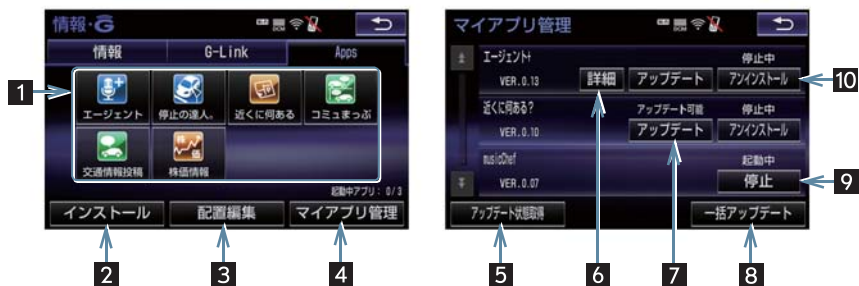 情報・G
DCM
情報 G-Link Apps
1
エージェント 停止の達人。 近くに何ある コミュまっぷ
交通情報投稿 株価情報
起動中アプリ: 0/3
インストール 配置編集 マイアプリ管理
2 3 4
マイアプリ管理
DCM
エージェント+ 停止中
VER.0.13 詳細 アップデート アンインストール
10
近くに何ある? アップデート可能 停止中
VER.0.10 アップデート アンインストール
musicChef 起動中
VER.0.07 停止
9
アップデート状態取得 一括アップデート
5 6 7 8